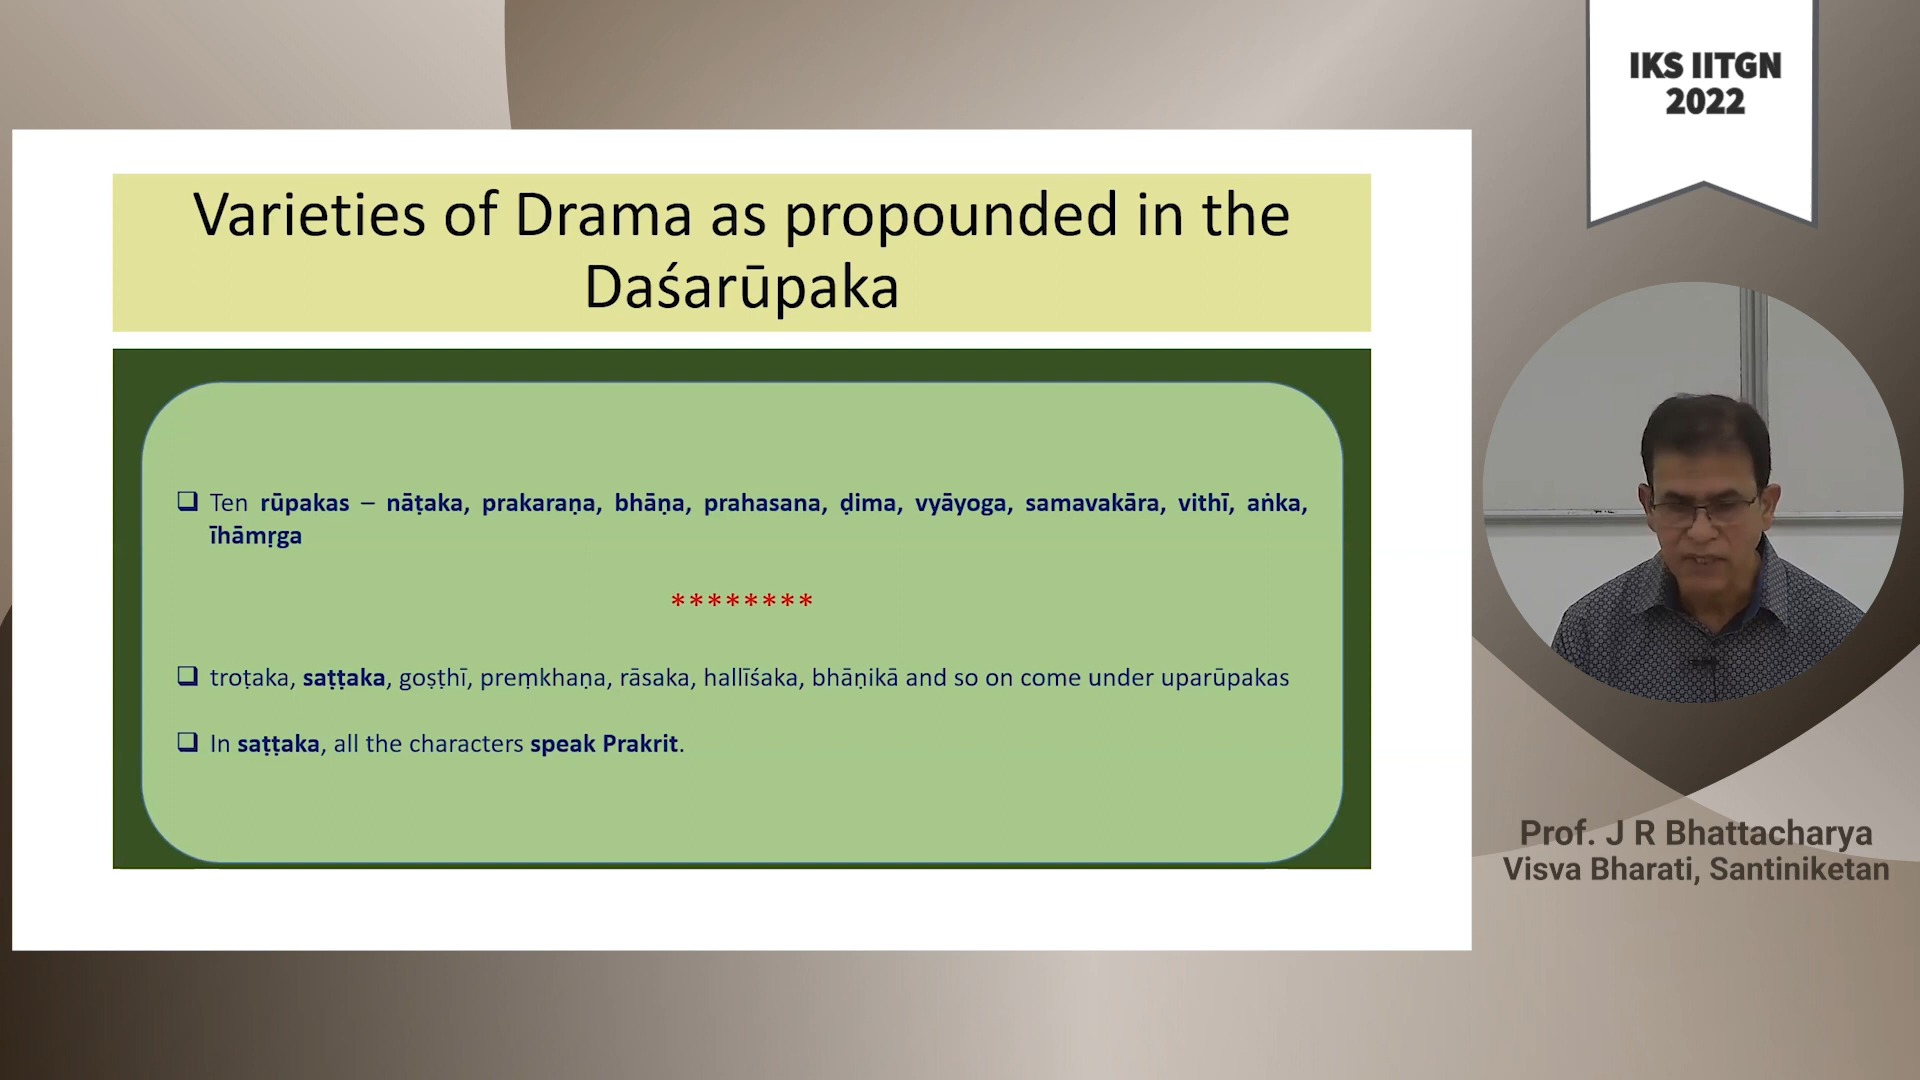 IKS IITGN
2022
Varieties of Drama as propounded in the
Daśarūpaka
❑ Ten rūpakas – nāṭaka, prakaraṇa, bhāṇa, prahasana, ḍima, vyāyoga, samavakāra, vithī, aṅka,
īhāmṛga
********
❑ troṭaka, saṭṭaka, goṣṭhī, preṃkhaṇa, rāsaka, hallīśaka, bhāṇikā and so on come under uparūpakas
❑ In saṭṭaka, all the characters speak Prakrit.
Prof. J R Bhattacharya
Visva Bharati, Santiniketan